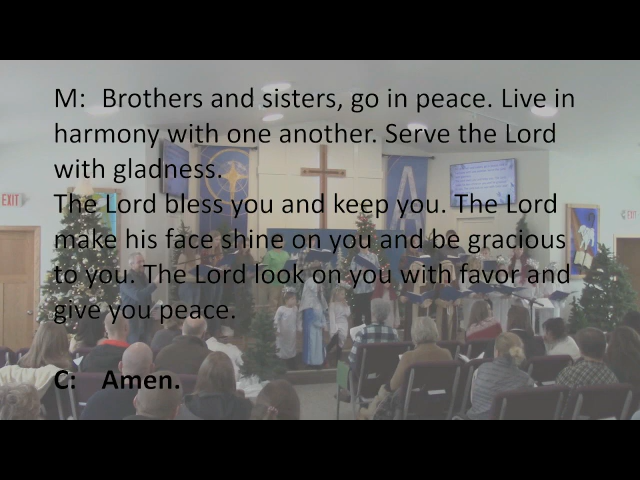 M: Brothers and sisters, go in peace. Live in
harmony with one another. Serve the Lord
with gladness.
The Lord bless you and keep you. The Lord
make his face shine on you and be gracious
to you. The Lord look on you with favor and
give you peace.
C: Amen.
EXIT
EXIT